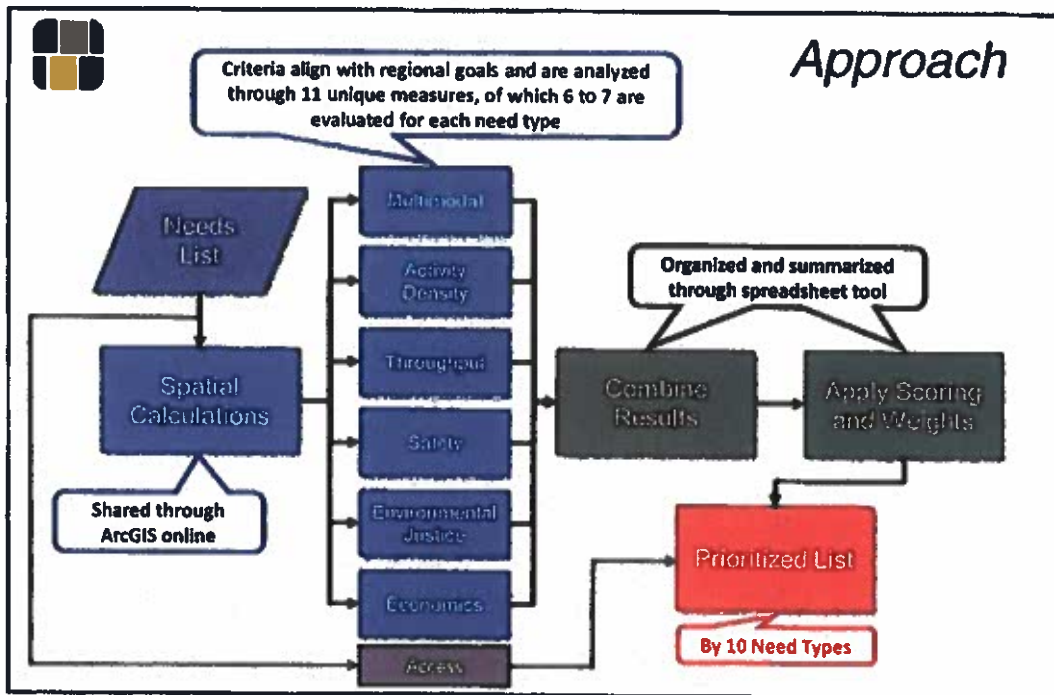 Approach
Criteria align with regional goals and are analyzed
through 11 unique measures, of which 6 to 7 are
evaluated for each need type
Needs
List
Spatial
Calculations
Shared through
ArcGIS online
Multimodal
Activity
Density
Throughput
Safety
Environmental
Justice
Economics
Access
Organized and summarized
through spreadsheet tool
Combine
Results
Apply Scoring
and Weights
Prioritized List
By 10 Need Types